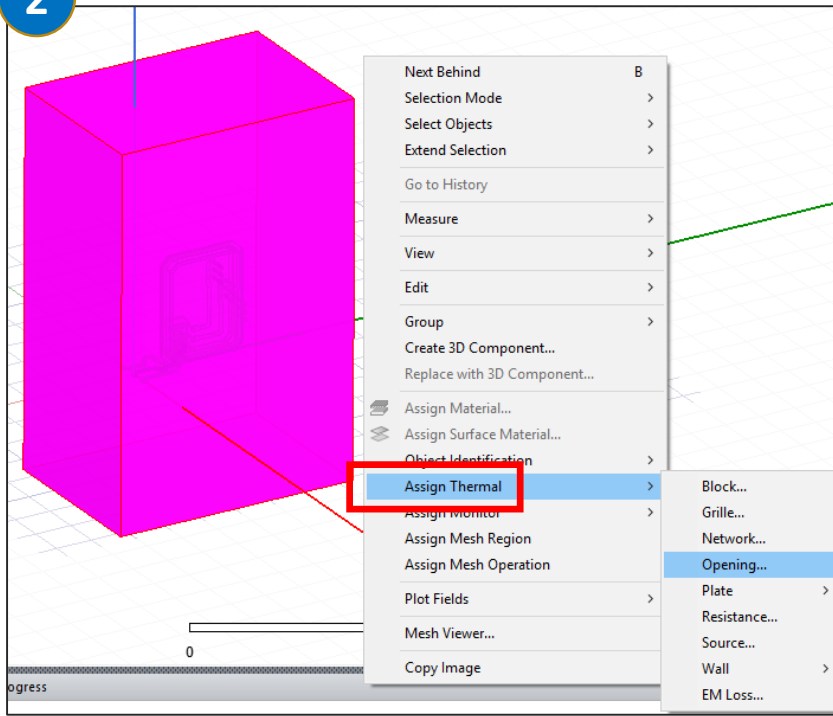 2
Next Behind B
Selection Mode
Select Objects
Extend Selection
Go to History
Measure
View
Edit
Group
Create 3D Component...
Replace with 3D Component...
Assign Material...
Assign Surface Material...
Object Identification
Assign Thermal
Assign Monitor
Assign Mesh Region
Assign Mesh Operation
Plot Fields
Mesh Viewer...
Copy Image
Block...
Grille...
Network...
Opening...
Plate
Resistance...
Source...
Wall
EM Loss...
0
ogress